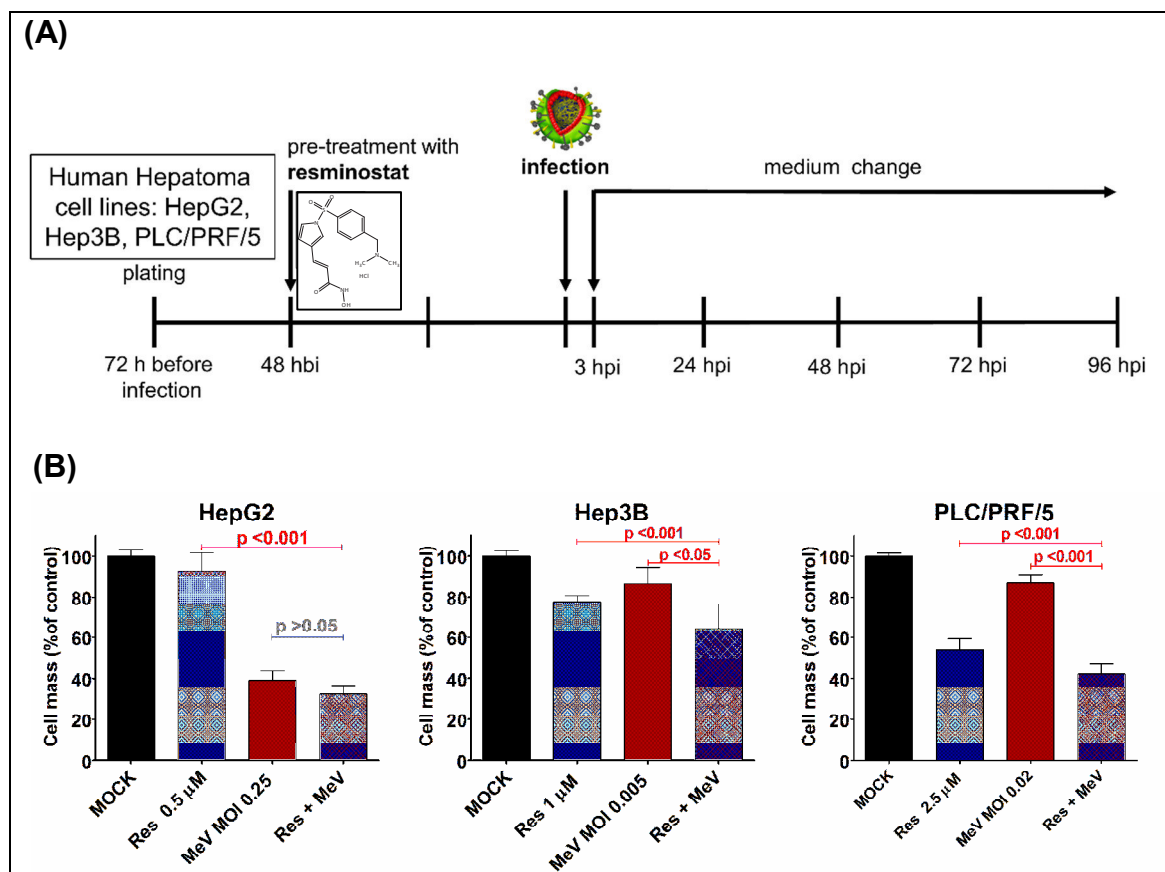 (A)
pre-treatment with
resminostat
infection
medium change
Human Hepatoma
cell lines: HepG2,
Hep3B, PLC/PRF/5
plating
O
O
S
N
N
H₃C
CH₃
HCl
O
NH
OH
72 h before
infection
48 hbi
3 hpi
24 hpi
48 hpi
72 hpi
96 hpi
(B)
HepG2
Cell mass (% of control)
100
80
60
40
20
0
p <0.001
p >0.05
MOCK
Res 0.5 µM
MeV MOI 0.25
Res + MeV
Hep3B
Cell mass (% of control)
100
80
60
40
20
0
p <0.001
p <0.05
MOCK
Res 1 µM
MeV MOI 0.005
Res + MeV
PLC/PRF/5
Cell mass (% of control)
100
80
60
40
20
0
p <0.001
p <0.001
MOCK
Res 2.5 µM
MeV MOI 0.02
Res + MeV